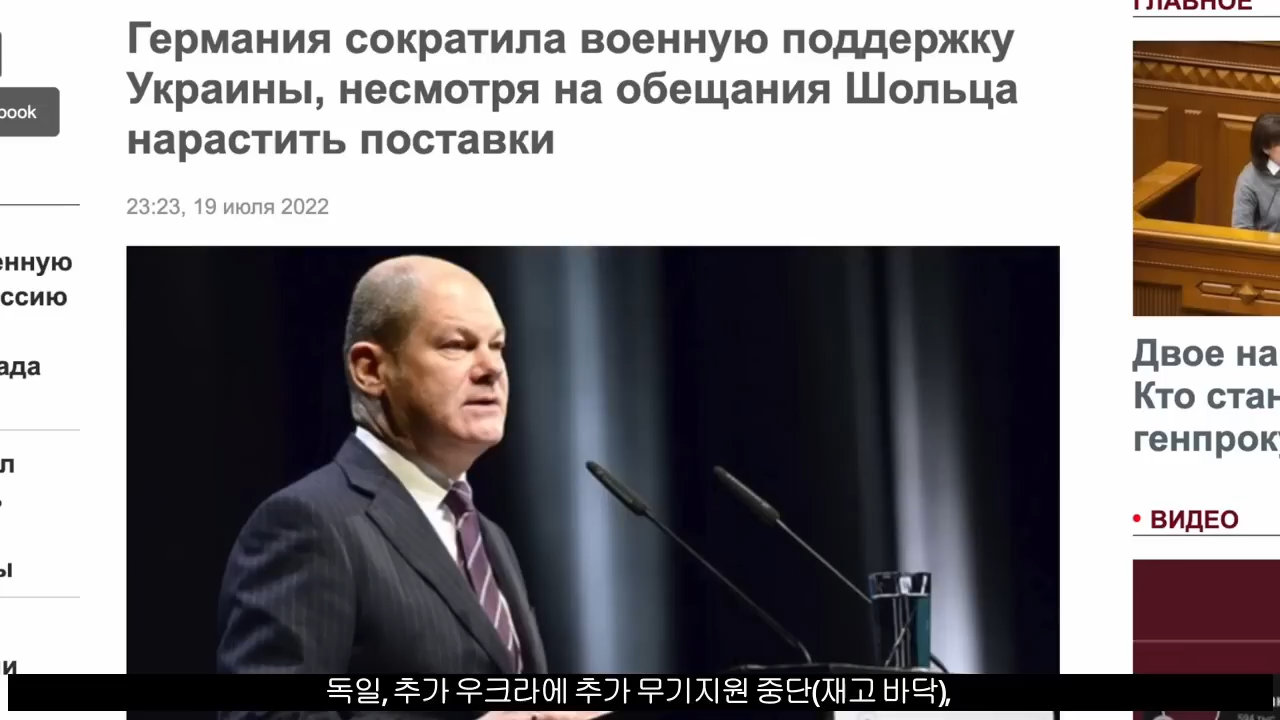 ГЛАВНОЕ
Германия сократила военную поддержку
Украины, несмотря на обещания Шольца
нарастить поставки
book
23:23, 19 июля 2022
енную
ссию
ада
Двое на
Кто стан
генпроку
л
• ВИДЕО
ы
и
독일, 추가 우크라에 추가 무기지원 중단(재고 바닥),